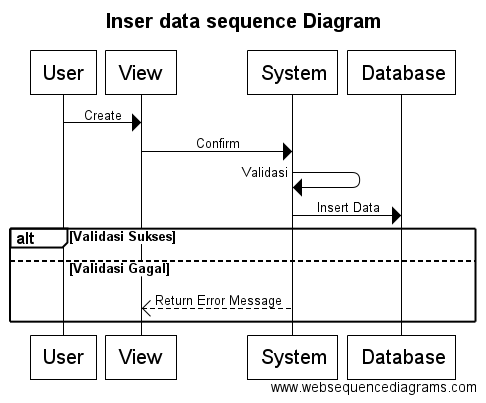 Inser data sequence Diagram
User View System Database
Create
Confirm
Validasi
Insert Data
alt [Validasi Sukses]
[Validasi Gagal]
Return Error Message
User View System Database
www.websequencediagrams.com